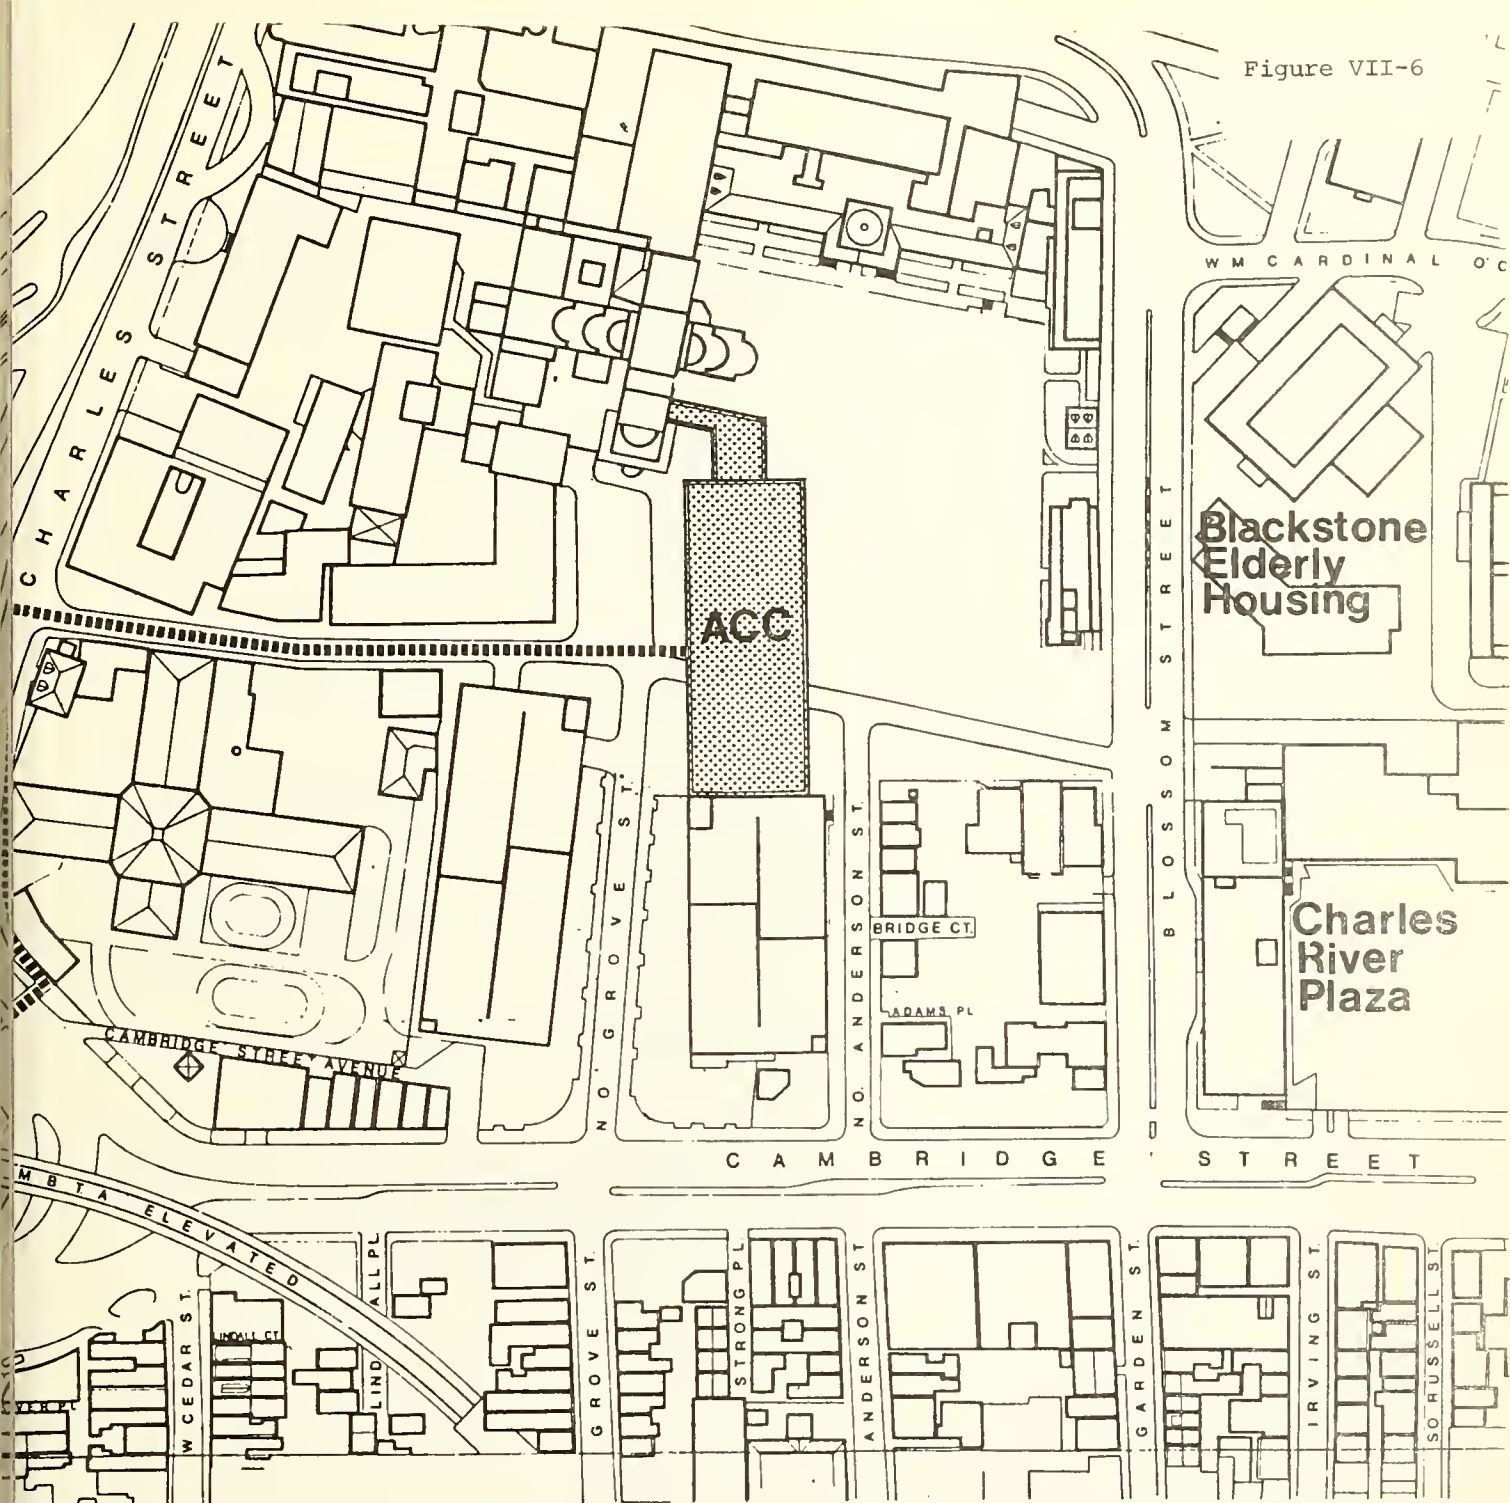 Figure VII-6
CHARLES STREET
WM CARDINAL O'C
Blackstone
Elderly
Housing
ACC
BLOSSOM STREET
Charles
River
Plaza
NO. GROVE ST.
NO. ANDERSON ST.
BRIDGE CT.
ADAMS PL
CAMBRIDGE STREET AVENUE
CAMBRIDGE STREET
MBTA ELEVATED
W CEDAR ST.
LINDALL CT
LINDALL PL.
GROVE ST.
STRONG PL
ANDERSON ST
GARDEN ST.
IRVING ST.
SO RUSSELL ST
VER PL